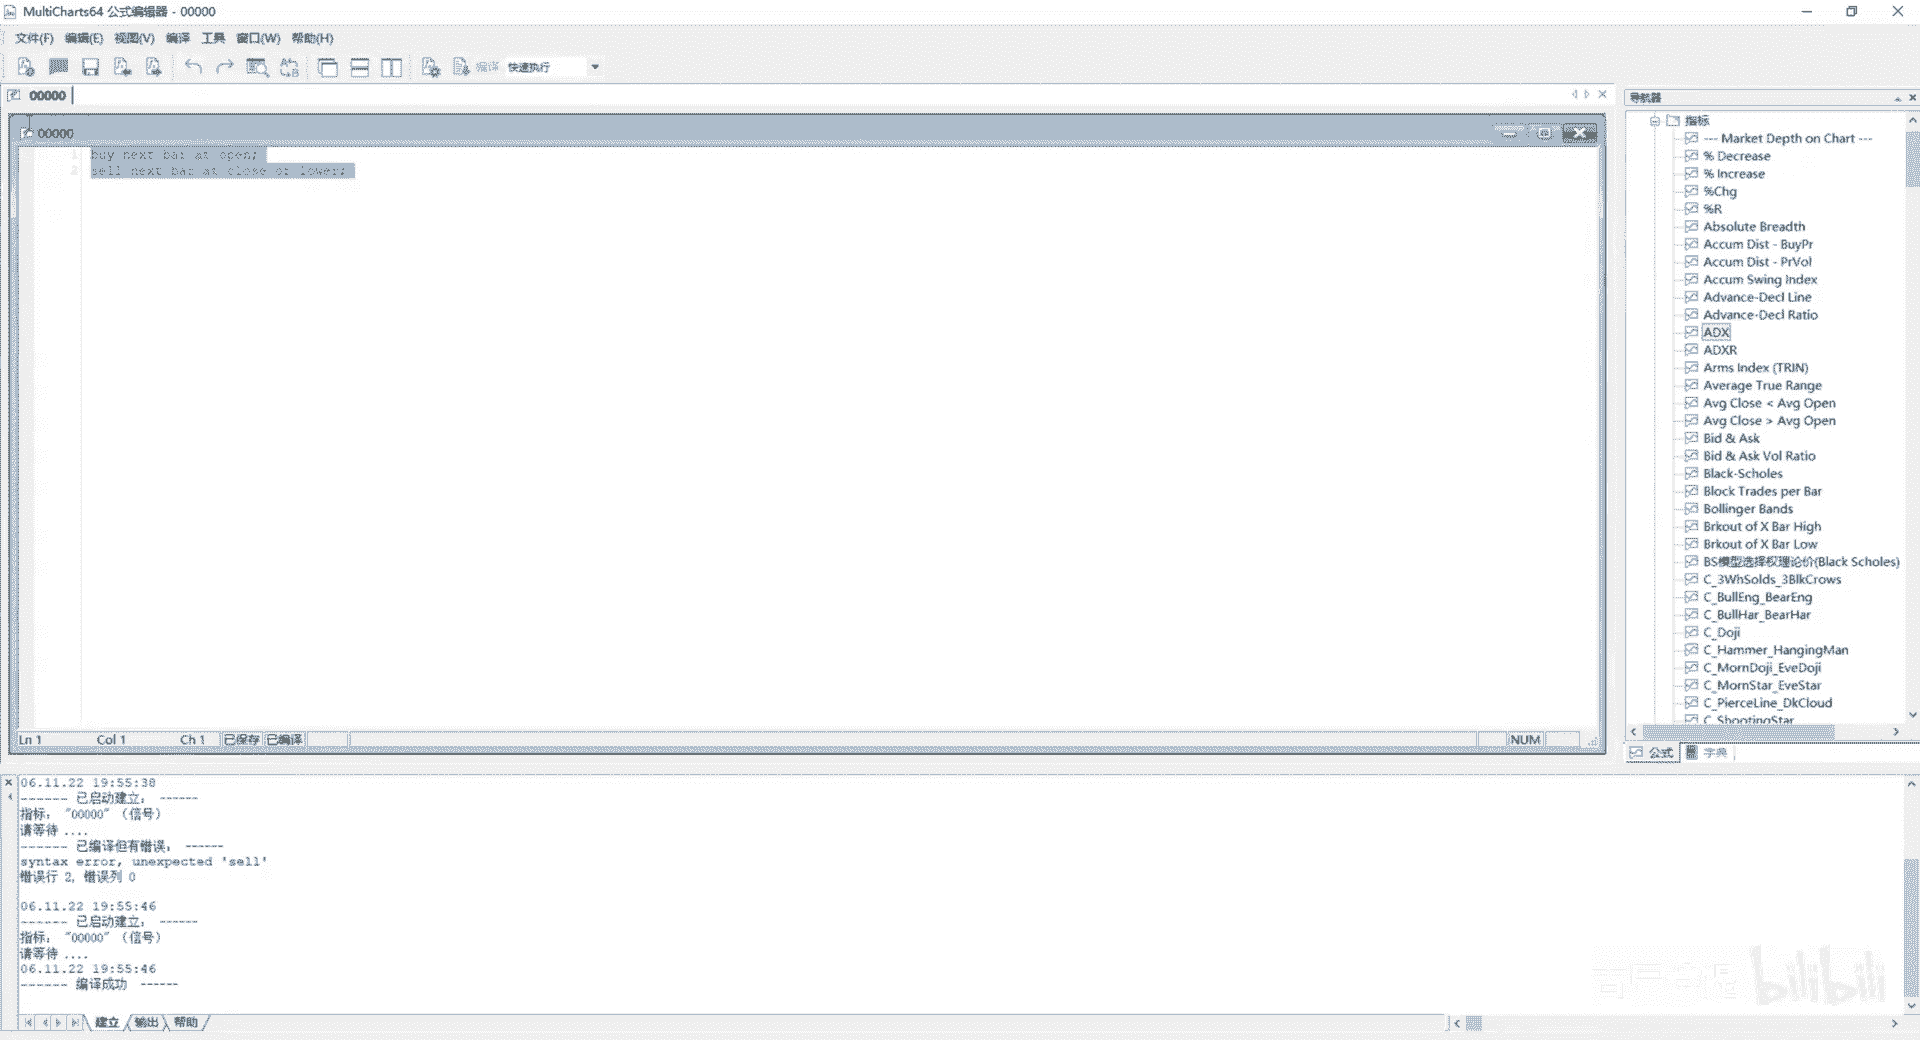 MultiCharts64 公式编辑器 - 00000
文件(F) 编辑(E) 视图(V) 编译 工具 窗口(W) 帮助(H)
编译 快速执行
00000
00000
1 buy next bar at open;
2 sell next bar at close or lower;
Ln 1 Col 1 Ch 1 已保存 已编译 NUM
导航器
指标
--- Market Depth on Chart ---
% Decrease
% Increase
%Chg
%R
Absolute Breadth
Accum Dist - BuyPr
Accum Dist - PrVol
Accum Swing Index
Advance-Decl Line
Advance-Decl Ratio
ADX
ADXR
Arms Index (TRIN)
Average True Range
Avg Close < Avg Open
Avg Close > Avg Open
Bid & Ask
Bid & Ask Vol Ratio
Black-Scholes
Block Trades per Bar
Bollinger Bands
Brkout of X Bar High
Brkout of X Bar Low
BS模型选择权理论价(Black Scholes)
C_3WhSolds_3BlkCrows
C_BullEng_BearEng
C_BullHar_BearHar
C_Doji
C_Hammer_HangingMan
C_MornDoji_EveDoji
C_MornStar_EveStar
C_PierceLine_DkCloud
C_ShootingStar
公式 字典
06.11.22 19:55:38
------ 已启动建立: ------
指标: "00000" (信号)
请等待 ....
------ 已编译但有错误: ------
syntax error, unexpected 'sell'
错误行 2, 错误列 0
06.11.22 19:55:46
------ 已启动建立: ------
指标: "00000" (信号)
请等待 ....
06.11.22 19:55:46
------ 编译成功 ------
建立 输出 帮助
bilibili